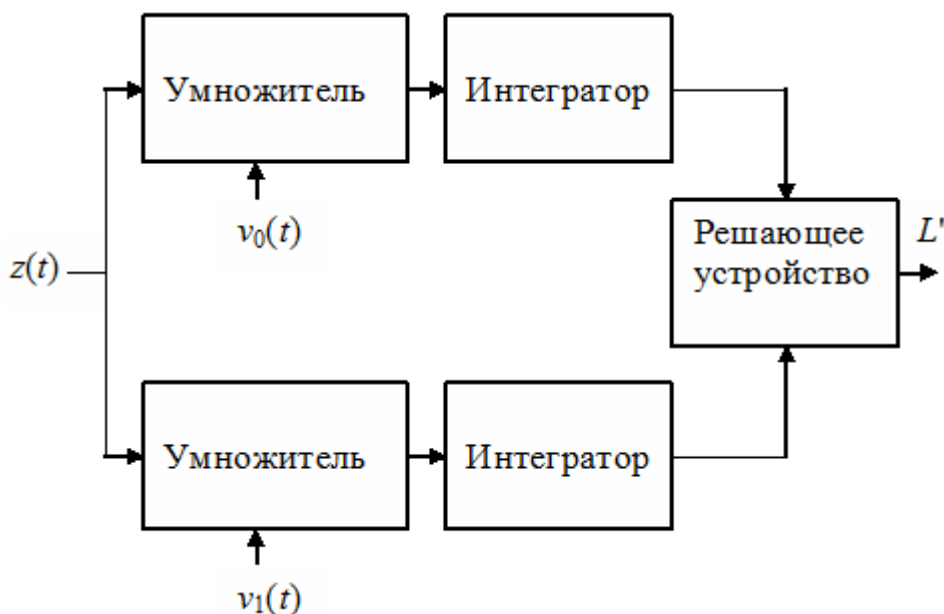 Умножитель
Интегратор
v₀(t)
z(t)
Решающее
устройство
L'
Умножитель
Интегратор
v₁(t)